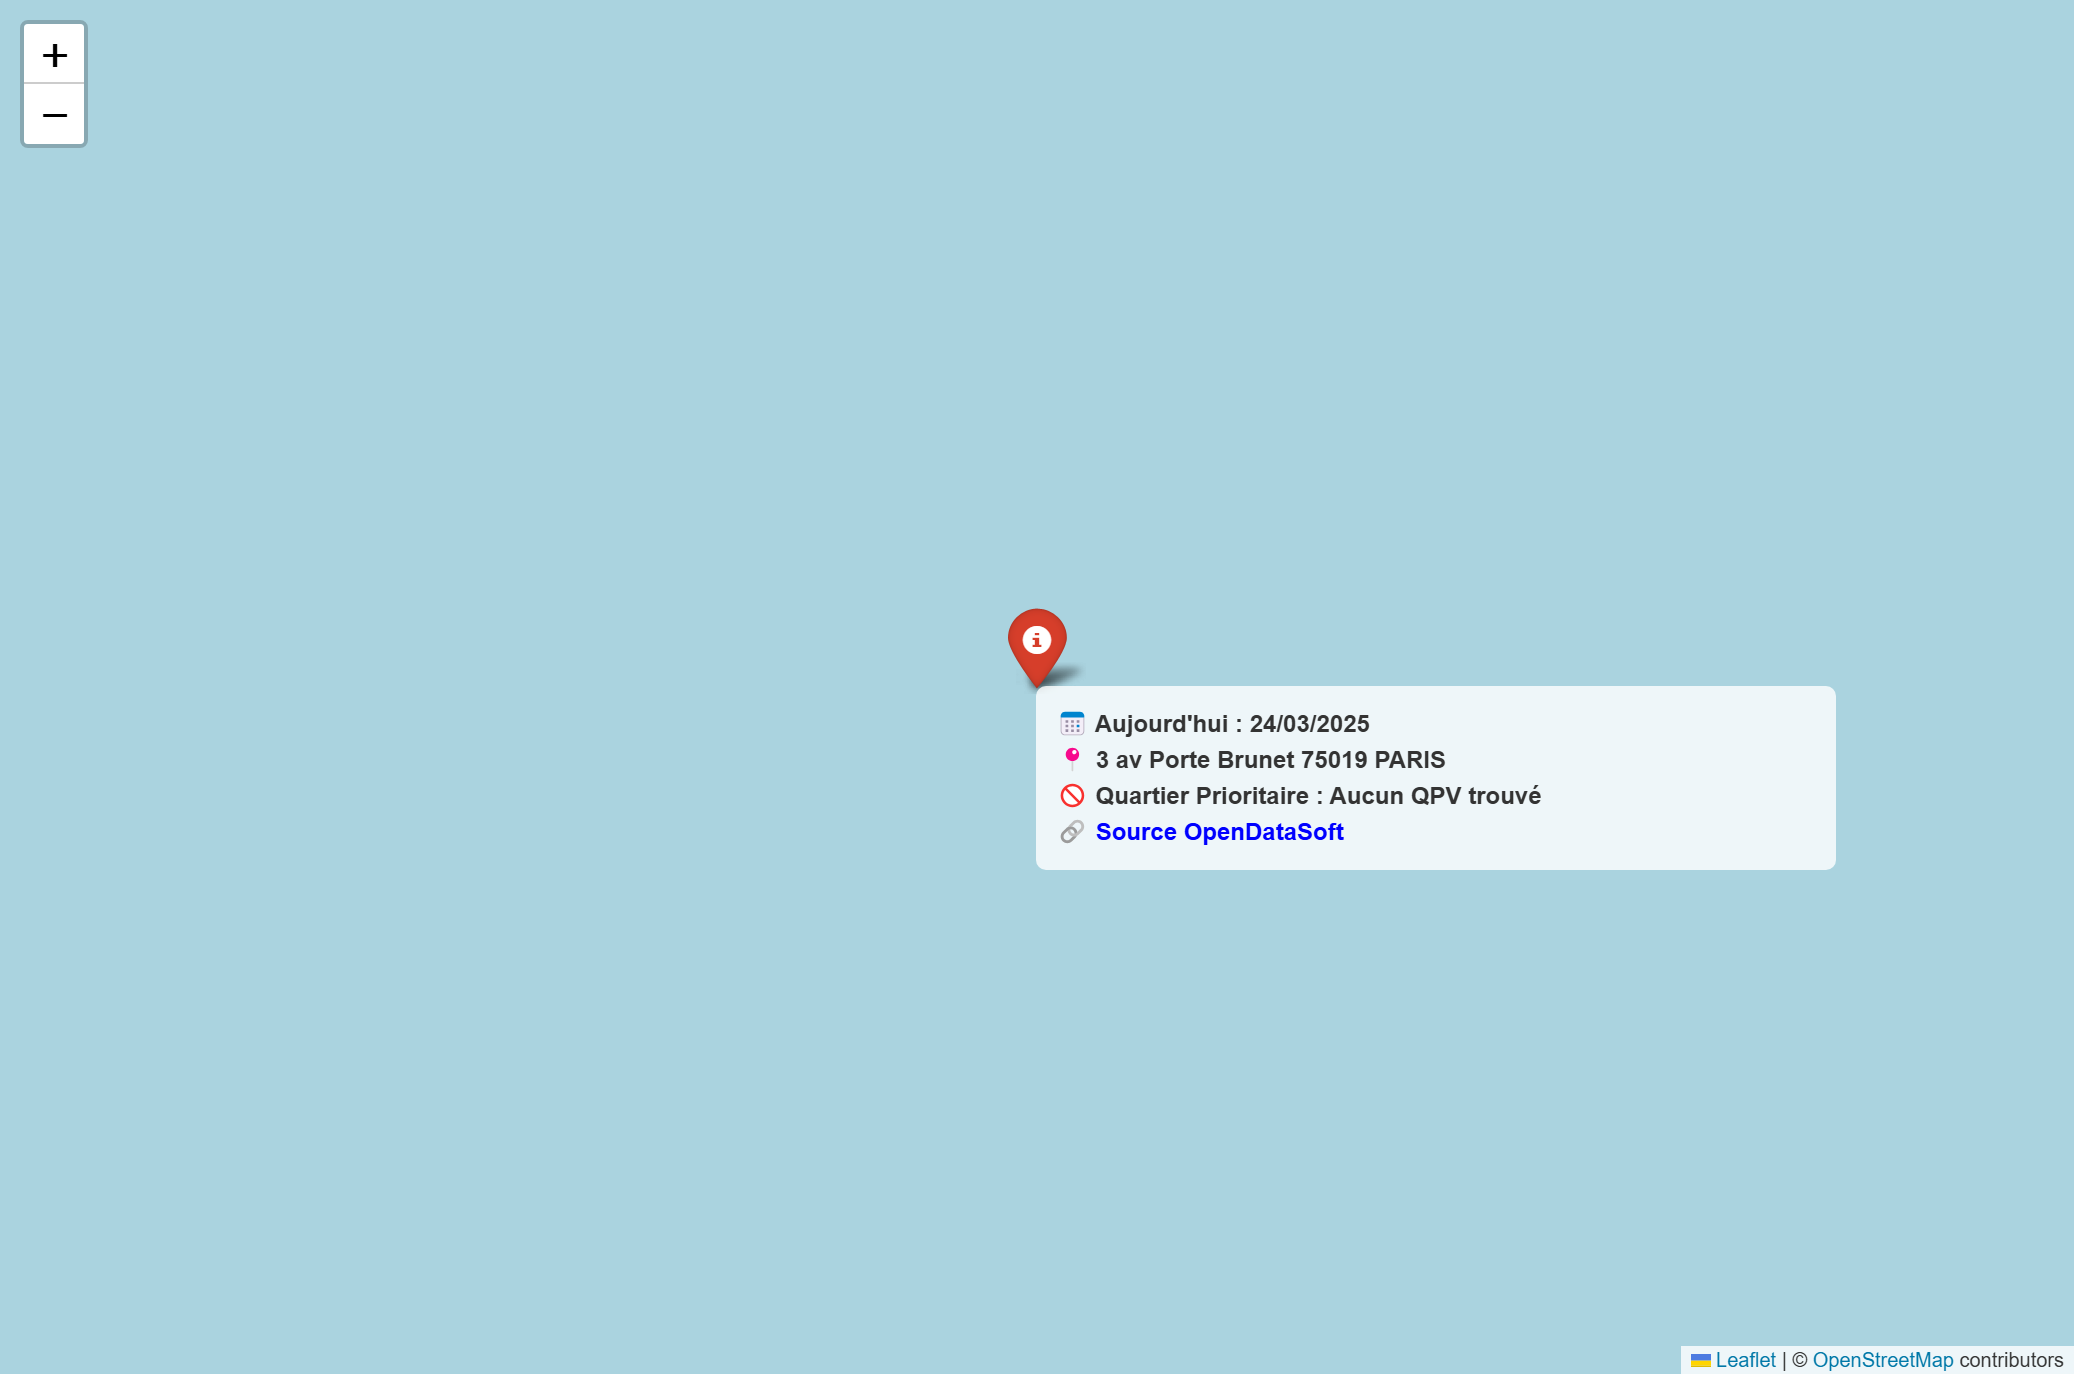 +
−
Aujourd'hui : 24/03/2025
3 av Porte Brunet 75019 PARIS
Quartier Prioritaire : Aucun QPV trouvé
Source OpenDataSoft
Leaflet | © OpenStreetMap contributors